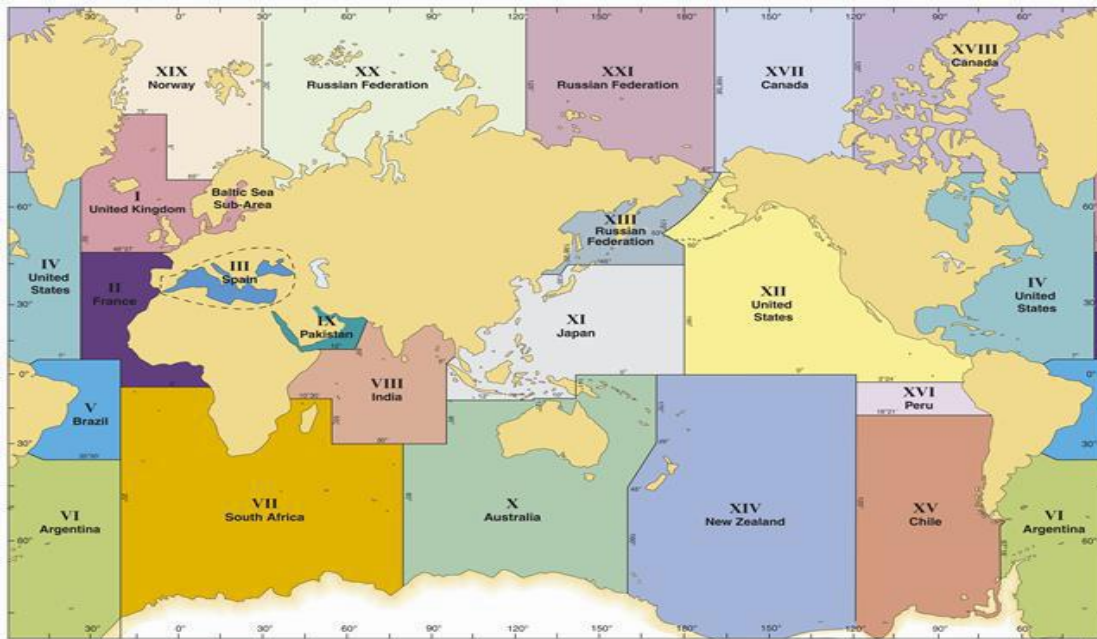 30° 0° 30° 60° 90° 120° 150° 180° 150° 120° 90° 60°
XIX
Norway
XX
Russian Federation
XXI
Russian Federation
XVII
Canada
XVIII
Canada
I
United Kingdom
Baltic Sea
Sub-Area
60°
60°
XIII
Russian
Federation
IV
United
States
II
France
III
Spain
IX
Pakistan
XI
Japan
XII
United
States
IV
United
States
30°
30°
VIII
India
0°
0°
XVI
Peru
V
Brazil
30°
30°
VI
Argentina
VII
South Africa
X
Australia
XIV
New Zealand
XV
Chile
VI
Argentina
60°
60°
30° 0° 30° 60° 90° 120° 150° 180° 150° 120° 90° 60°